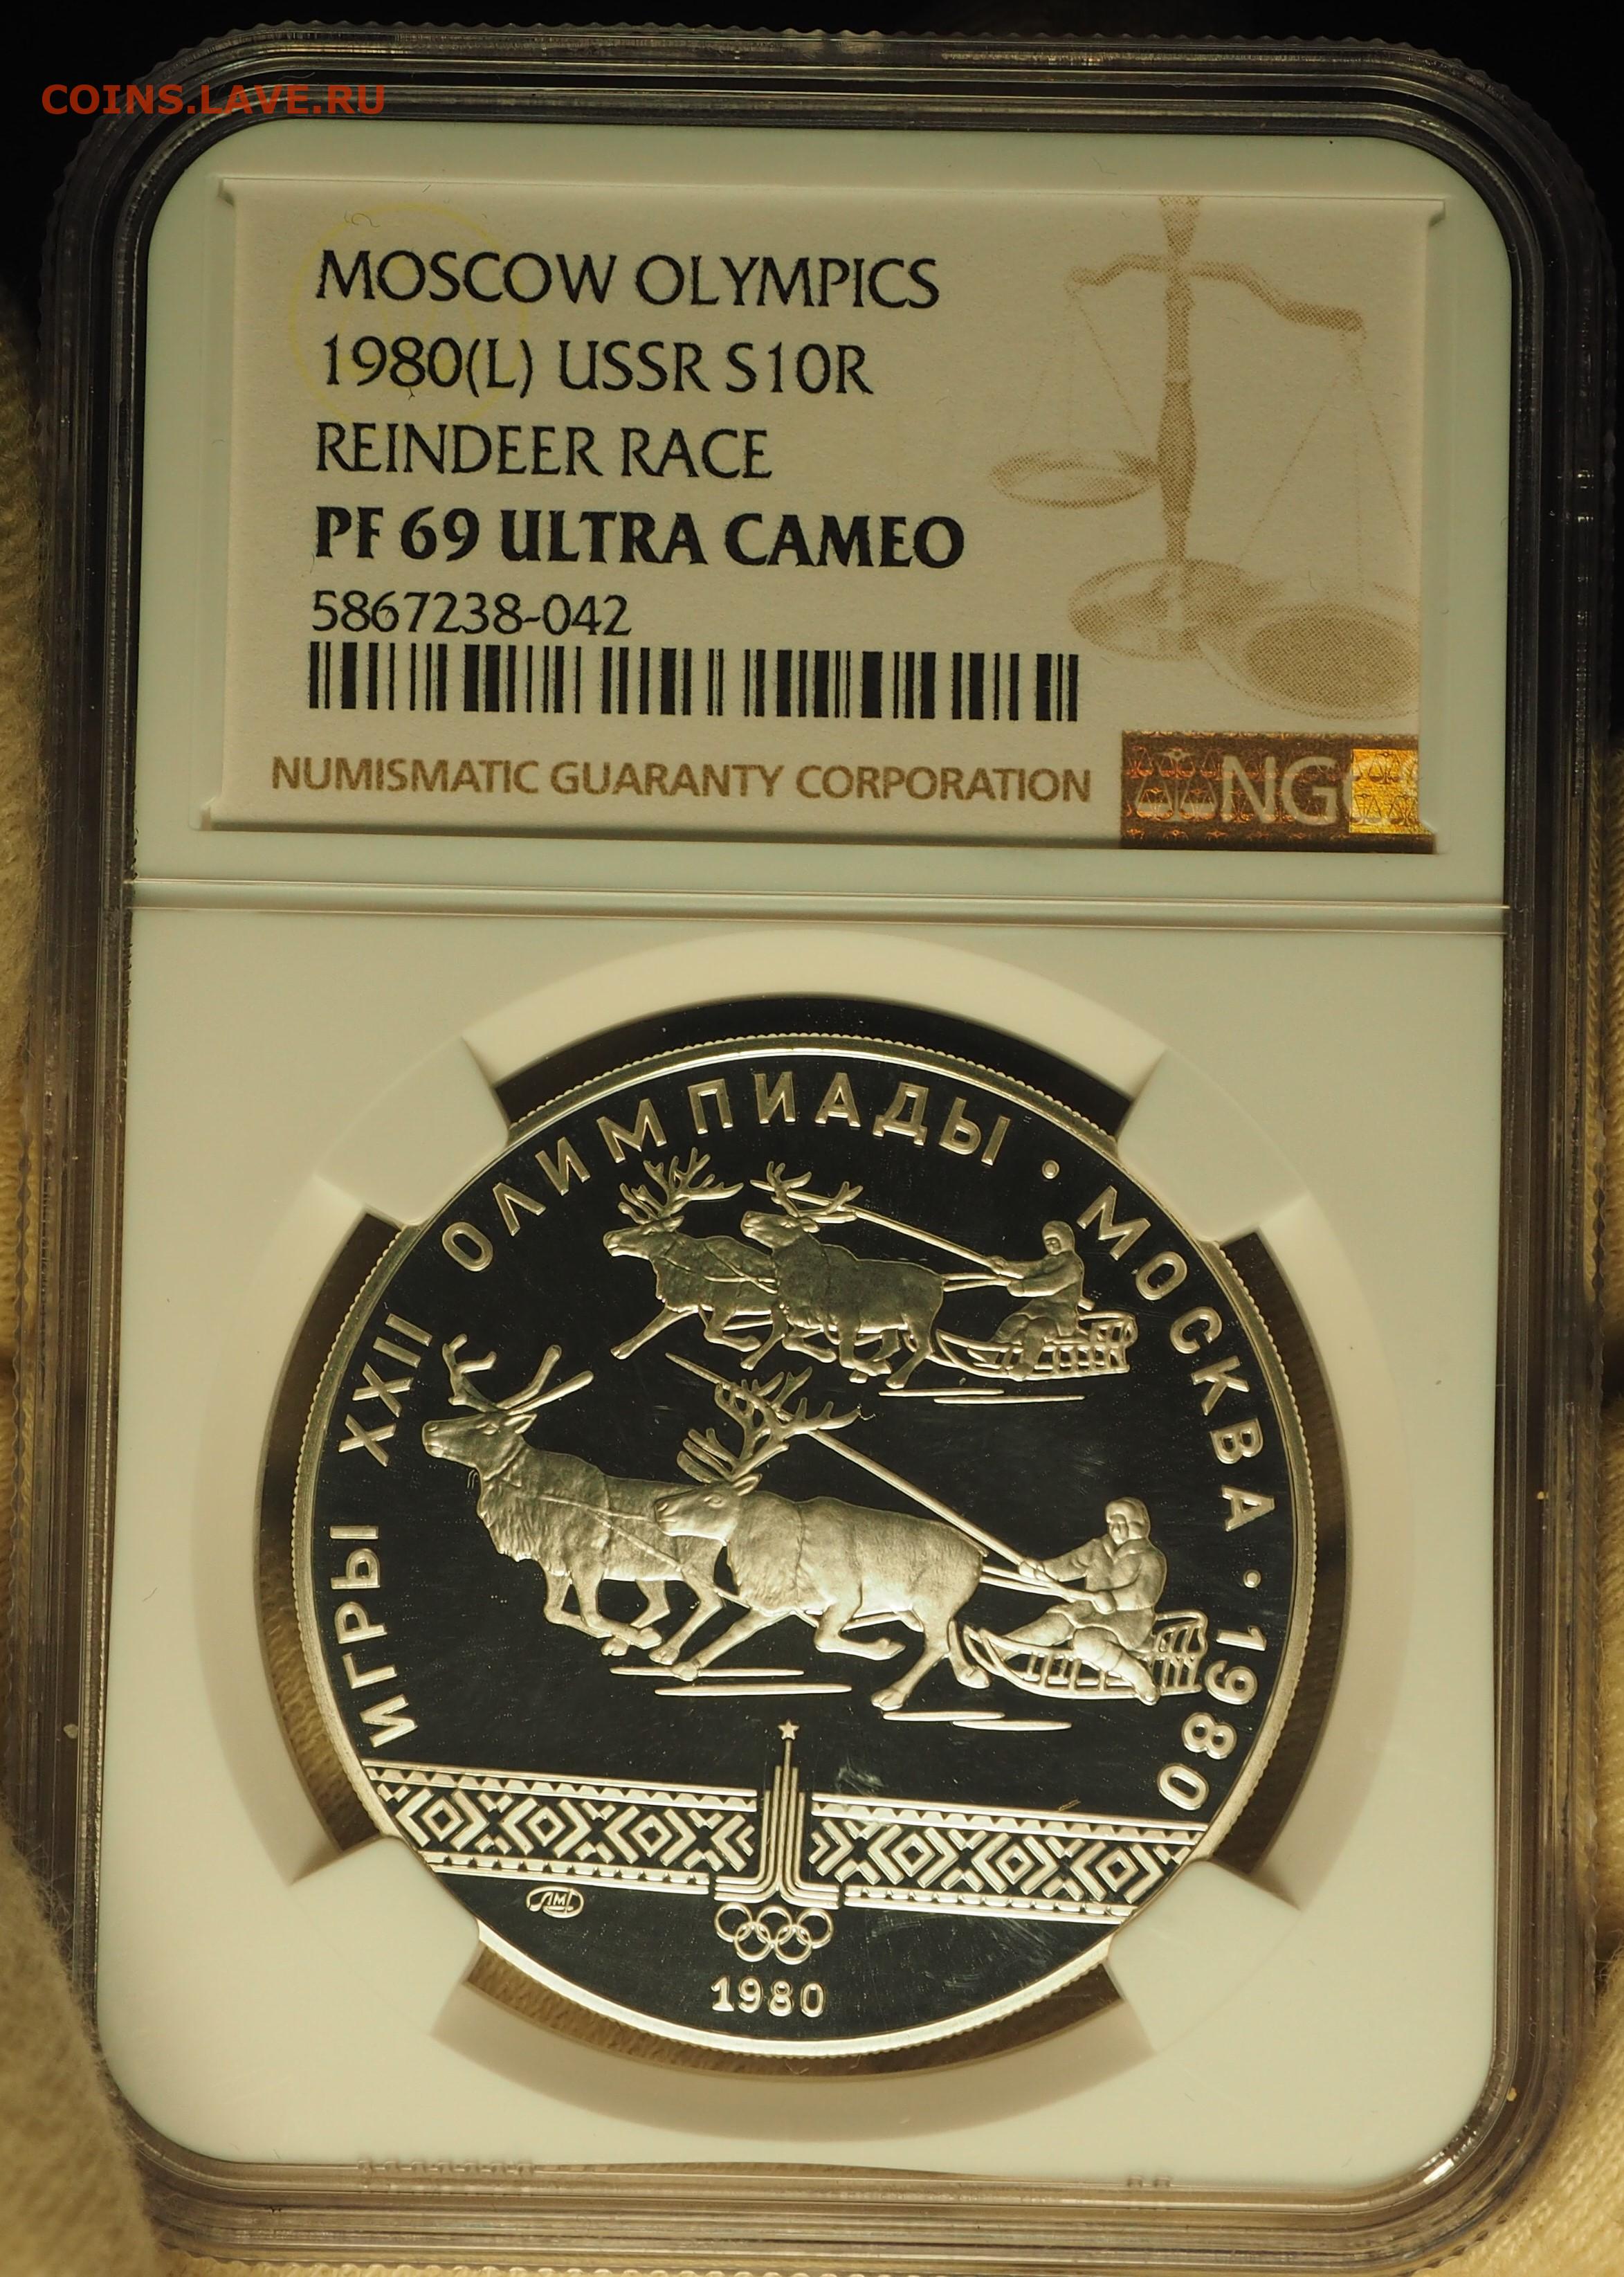 COINS.LAVE.RU
MOSCOW OLYMPICS
1980(L) USSR S10R
REINDEER RACE
PF 69 ULTRA CAMEO
5867238-042
NUMISMATIC GUARANTY CORPORATION
NG
ИГРЫ XXII ОЛИМПИАДЫ · МОСКВА · 1980
ЛМД
1980